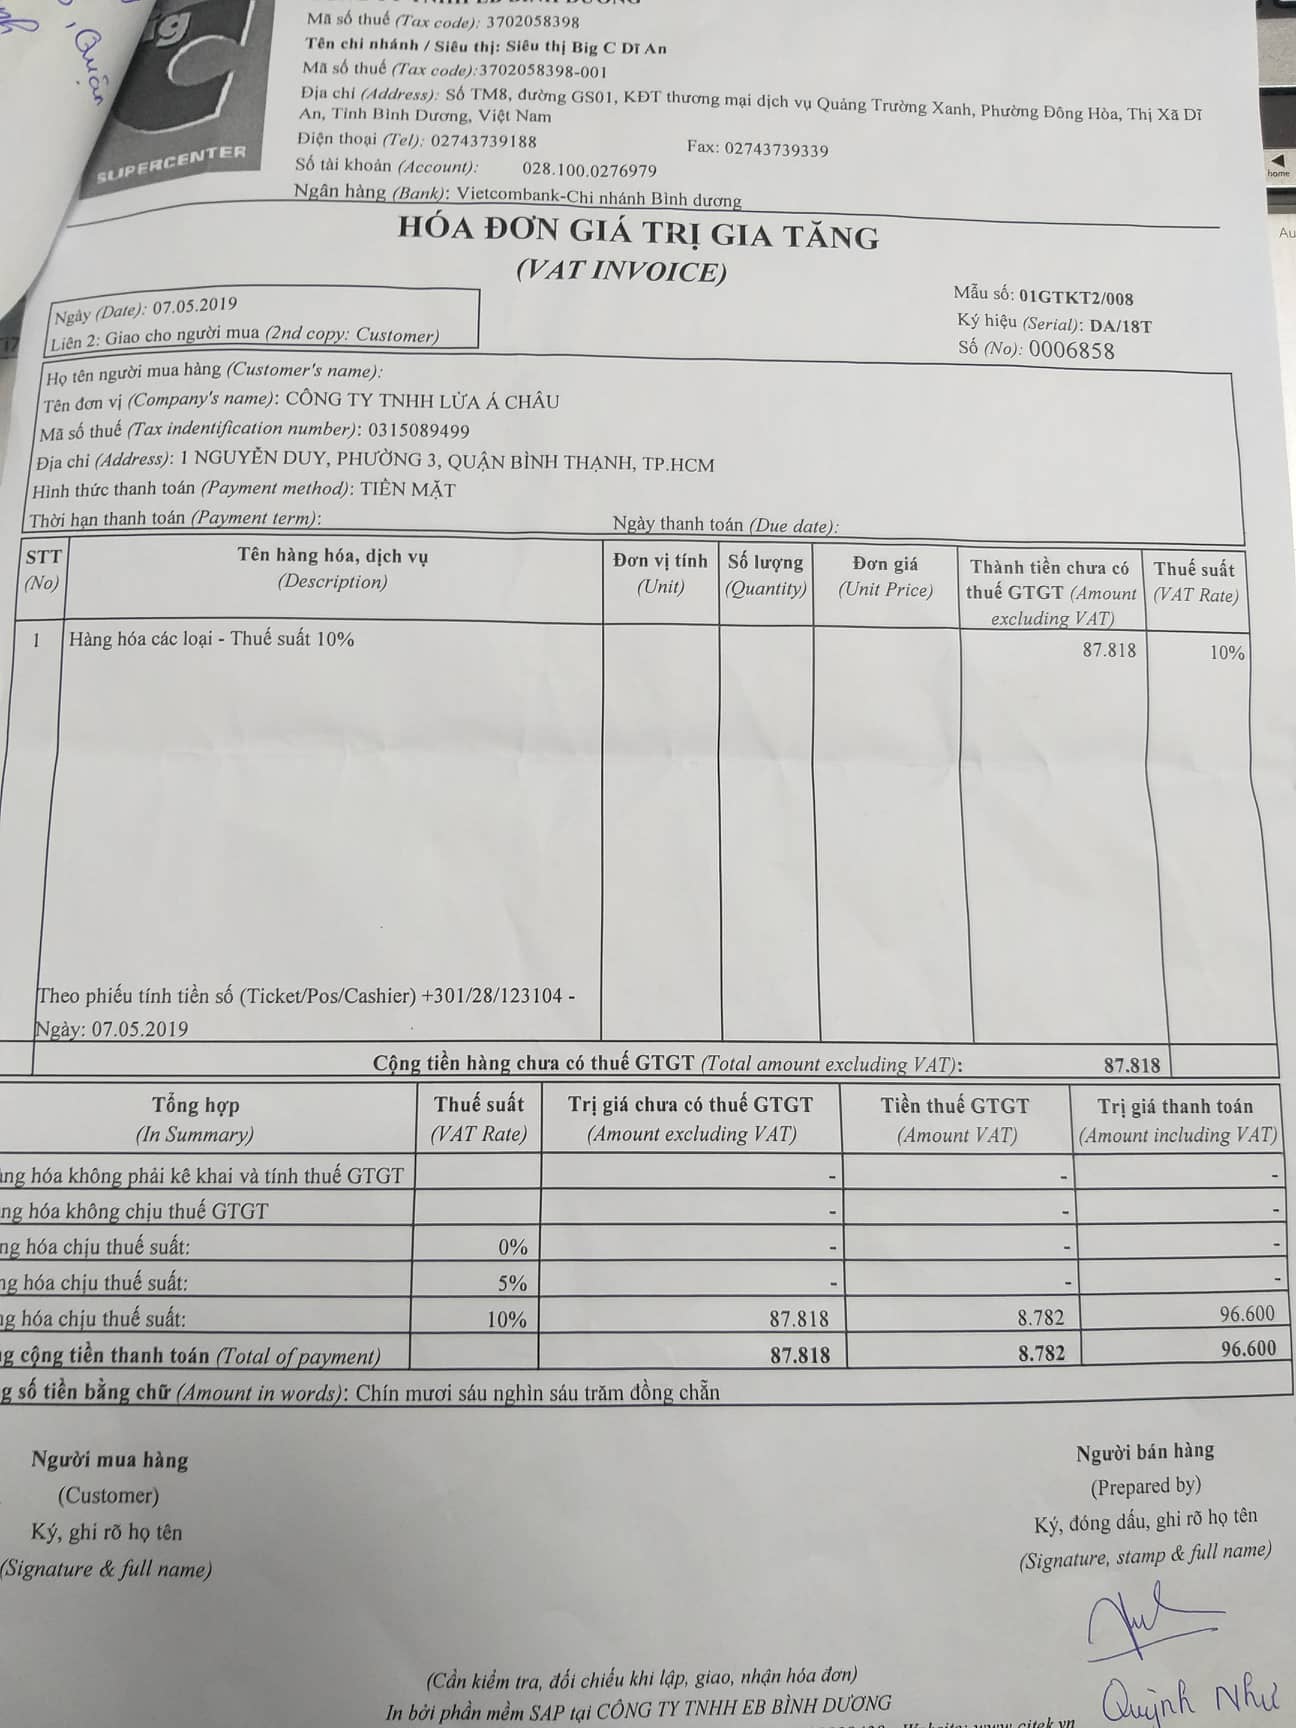 Quận
SUPERCENTER
Mã số thuế (Tax code): 3702058398
Tên chi nhánh / Siêu thị: Siêu thị Big C Dĩ An
Mã số thuế (Tax code):3702058398-001
Địa chỉ (Address): Số TM8, đường GS01, KĐT thương mại dịch vụ Quảng Trường Xanh, Phường Đông Hòa, Thị Xã Dĩ
An, Tỉnh Bình Dương, Việt Nam
Điện thoại (Tel): 02743739188 Fax: 02743739339
Số tài khoản (Account): 028.100.0276979
Ngân hàng (Bank): Vietcombank-Chi nhánh Bình dương
HÓA ĐƠN GIÁ TRỊ GIA TĂNG
(VAT INVOICE)
Ngày (Date): 07.05.2019
Liên 2: Giao cho người mua (2nd copy: Customer)
Mẫu số: 01GTKT2/008
Ký hiệu (Serial): DA/18T
Số (No): 0006858
Họ tên người mua hàng (Customer's name):
Tên đơn vị (Company's name): CÔNG TY TNHH LỬA Á CHÂU
Mã số thuế (Tax indentification number): 0315089499
Địa chỉ (Address): 1 NGUYỄN DUY, PHƯỜNG 3, QUẬN BÌNH THẠNH, TP.HCM
Hình thức thanh toán (Payment method): TIỀN MẶT
Thời hạn thanh toán (Payment term): Ngày thanh toán (Due date):
STT Tên hàng hóa, dịch vụ Đơn vị tính Số lượng Đơn giá Thành tiền chưa có Thuế suất
(No) (Description) (Unit) (Quantity) (Unit Price) thuế GTGT (Amount (VAT Rate)
excluding VAT)
1 Hàng hóa các loại - Thuế suất 10% 87.818 10%
Theo phiếu tính tiền số (Ticket/Pos/Cashier) +301/28/123104 -
Ngày: 07.05.2019
Cộng tiền hàng chưa có thuế GTGT (Total amount excluding VAT): 87.818
Tổng hợp Thuế suất Trị giá chưa có thuế GTGT Tiền thuế GTGT Trị giá thanh toán
(In Summary) (VAT Rate) (Amount excluding VAT) (Amount VAT) (Amount including VAT)
ng hóa không phải kê khai và tính thuế GTGT - - -
ng hóa không chịu thuế GTGT - - -
ng hóa chịu thuế suất: 0% - - -
ng hóa chịu thuế suất: 5% - - -
ng hóa chịu thuế suất: 10% 87.818 8.782 96.600
g cộng tiền thanh toán (Total of payment) 87.818 8.782 96.600
g số tiền bằng chữ (Amount in words): Chín mươi sáu nghìn sáu trăm đồng chẵn
Người mua hàng
(Customer)
Ký, ghi rõ họ tên
(Signature & full name)
Người bán hàng
(Prepared by)
Ký, đóng dấu, ghi rõ họ tên
(Signature, stamp & full name)
Quỳnh Như
(Cần kiểm tra, đối chiếu khi lập, giao, nhận hóa đơn)
In bởi phần mềm SAP tại CÔNG TY TNHH EB BÌNH DƯƠNG
home